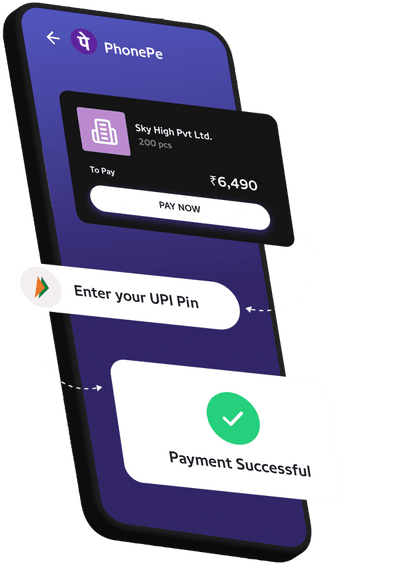 पे PhonePe
Sky High Pvt Ltd.
200 pcs
To Pay
₹6,490
PAY NOW
Enter your UPI Pin
Payment Successful